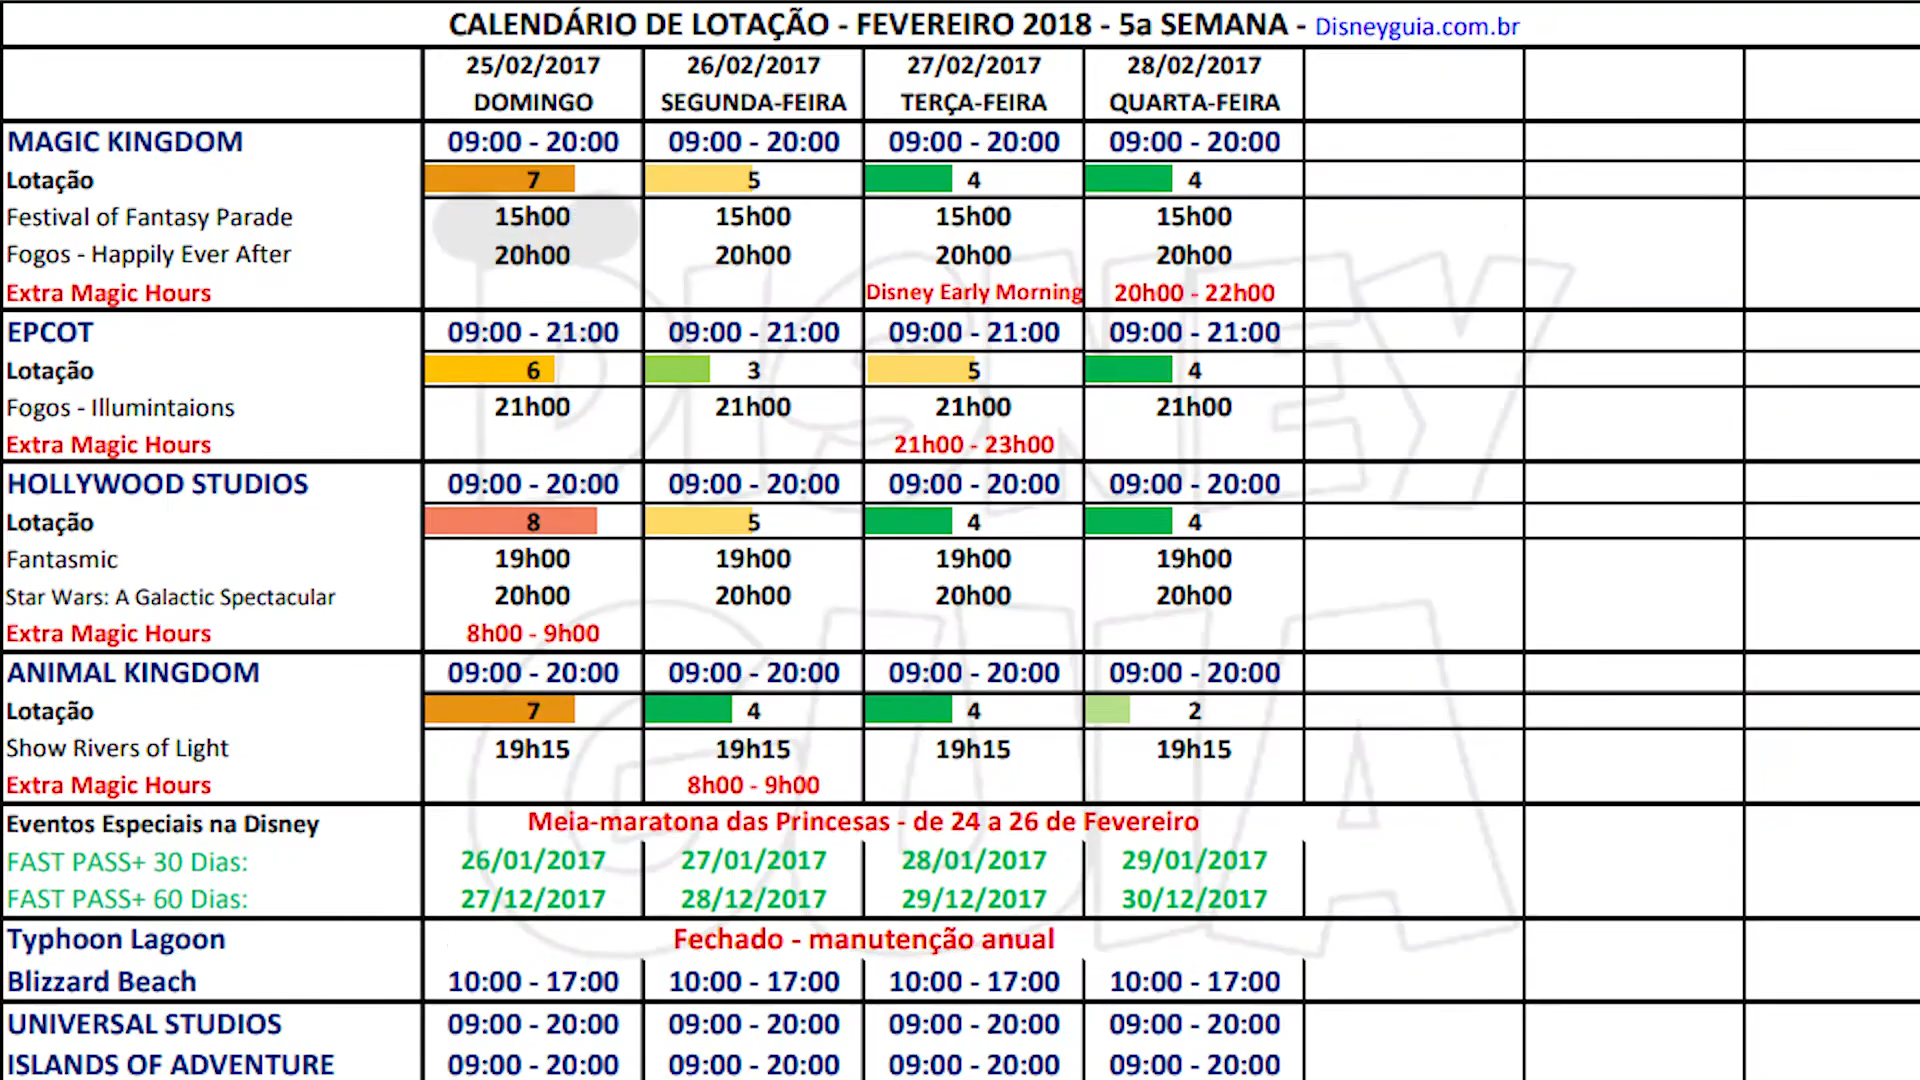 CALENDÁRIO DE LOTAÇÃO - FEVEREIRO 2018 - 5a SEMANA - Disneyguia.com.br
25/02/2017 26/02/2017 27/02/2017 28/02/2017
DOMINGO SEGUNDA-FEIRA TERÇA-FEIRA QUARTA-FEIRA
MAGIC KINGDOM 09:00 - 20:00 09:00 - 20:00 09:00 - 20:00 09:00 - 20:00
Lotação 7 5 4 4
Festival of Fantasy Parade 15h00 15h00 15h00 15h00
Fogos - Happily Ever After 20h00 20h00 20h00 20h00
Extra Magic Hours Disney Early Morning 20h00 - 22h00
EPCOT 09:00 - 21:00 09:00 - 21:00 09:00 - 21:00 09:00 - 21:00
Lotação 6 3 5 4
Fogos - Illumintaions 21h00 21h00 21h00 21h00
Extra Magic Hours 21h00 - 23h00
HOLLYWOOD STUDIOS 09:00 - 20:00 09:00 - 20:00 09:00 - 20:00 09:00 - 20:00
Lotação 8 5 4 4
Fantasmic 19h00 19h00 19h00 19h00
Star Wars: A Galactic Spectacular 20h00 20h00 20h00 20h00
Extra Magic Hours 8h00 - 9h00
ANIMAL KINGDOM 09:00 - 20:00 09:00 - 20:00 09:00 - 20:00 09:00 - 20:00
Lotação 7 4 4 2
Show Rivers of Light 19h15 19h15 19h15 19h15
Extra Magic Hours 8h00 - 9h00
Eventos Especiais na Disney Meia-maratona das Princesas - de 24 a 26 de Fevereiro
FAST PASS+ 30 Dias: 26/01/2017 27/01/2017 28/01/2017 29/01/2017
FAST PASS+ 60 Dias: 27/12/2017 28/12/2017 29/12/2017 30/12/2017
Typhoon Lagoon Fechado - manutenção anual
Blizzard Beach 10:00 - 17:00 10:00 - 17:00 10:00 - 17:00 10:00 - 17:00
UNIVERSAL STUDIOS 09:00 - 20:00 09:00 - 20:00 09:00 - 20:00 09:00 - 20:00
ISLANDS OF ADVENTURE 09:00 - 20:00 09:00 - 20:00 09:00 - 20:00 09:00 - 20:00
DISNEY
GUIA